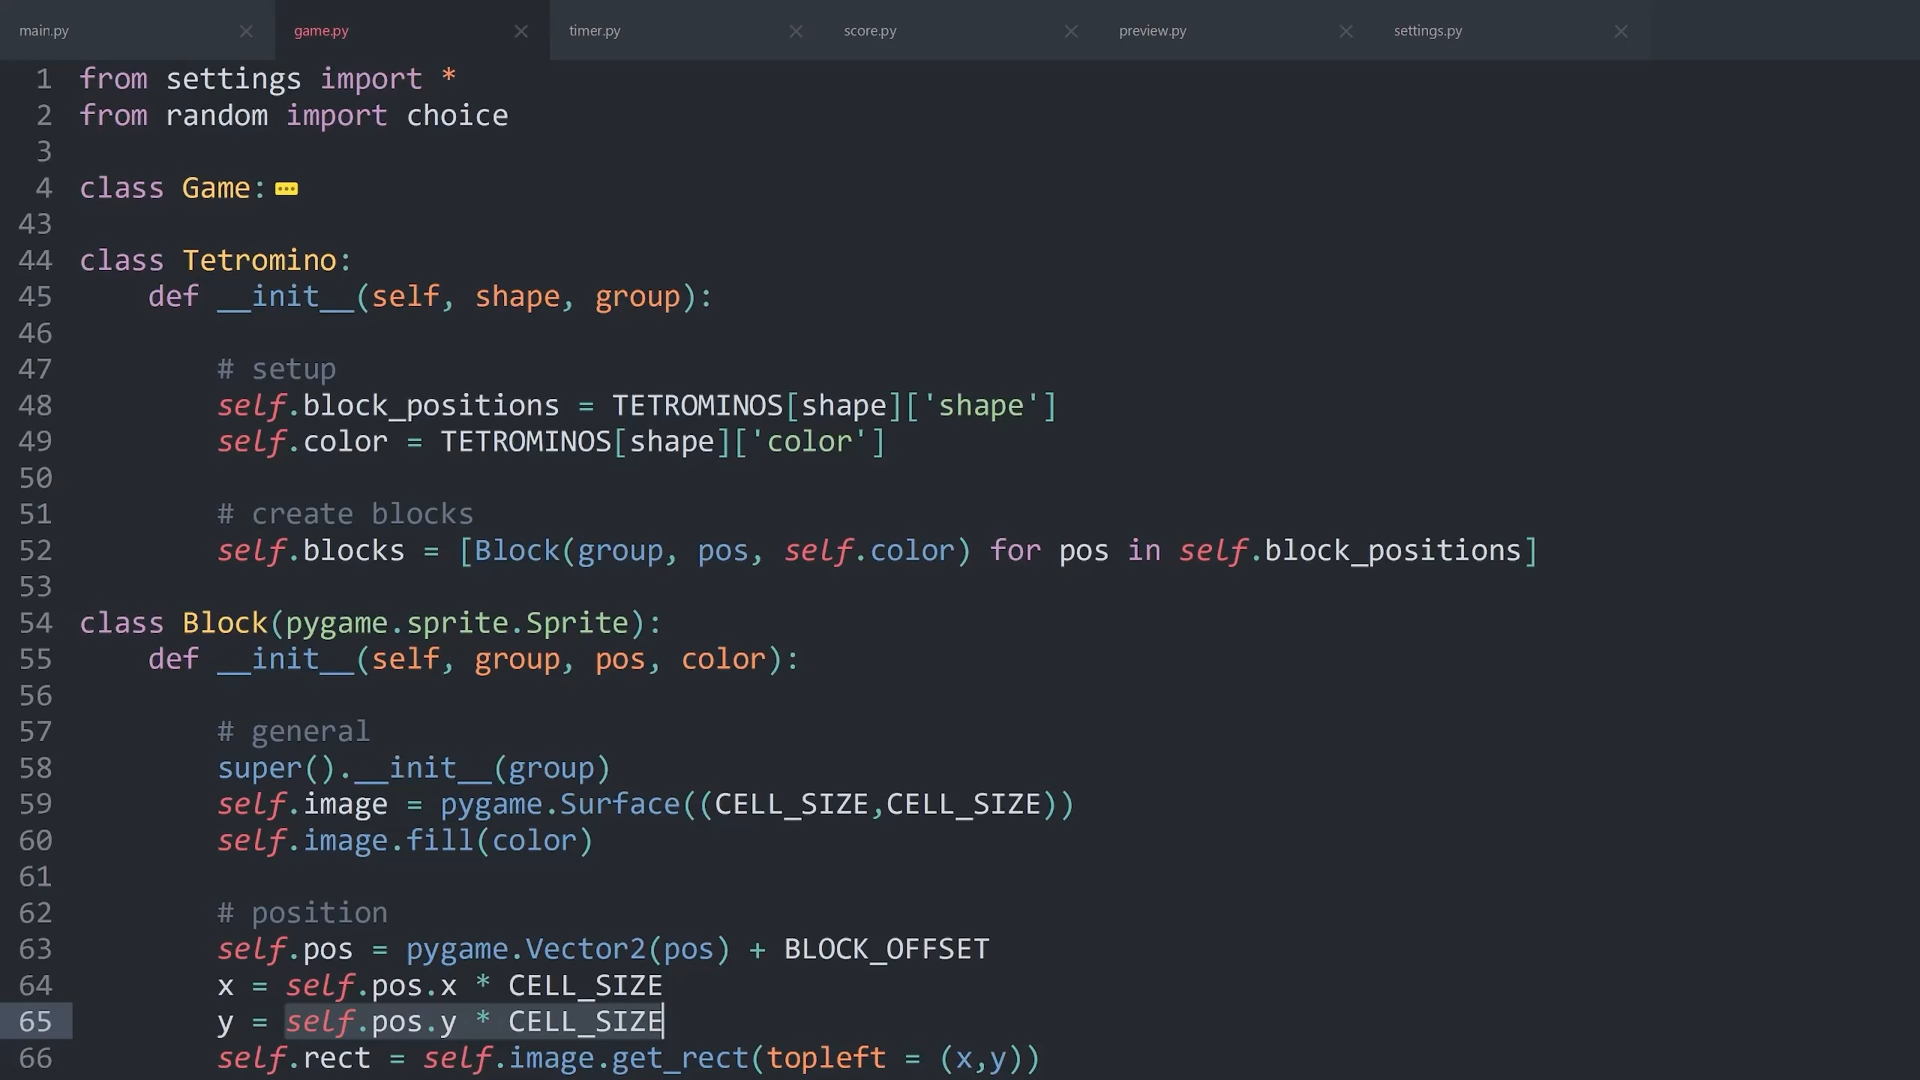 main.py
game.py
timer.py
score.py
preview.py
settings.py
1 from settings import *
2 from random import choice
3
4 class Game:
43
44 class Tetromino:
45     def __init__(self, shape, group):
46
47         # setup
48         self.block_positions = TETROMINOS[shape]['shape']
49         self.color = TETROMINOS[shape]['color']
50
51         # create blocks
52         self.blocks = [Block(group, pos, self.color) for pos in self.block_positions]
53
54 class Block(pygame.sprite.Sprite):
55     def __init__(self, group, pos, color):
56
57         # general
58         super().__init__(group)
59         self.image = pygame.Surface((CELL_SIZE,CELL_SIZE))
60         self.image.fill(color)
61
62         # position
63         self.pos = pygame.Vector2(pos) + BLOCK_OFFSET
64         x = self.pos.x * CELL_SIZE
65         y = self.pos.y * CELL_SIZE
66         self.rect = self.image.get_rect(topleft = (x,y))